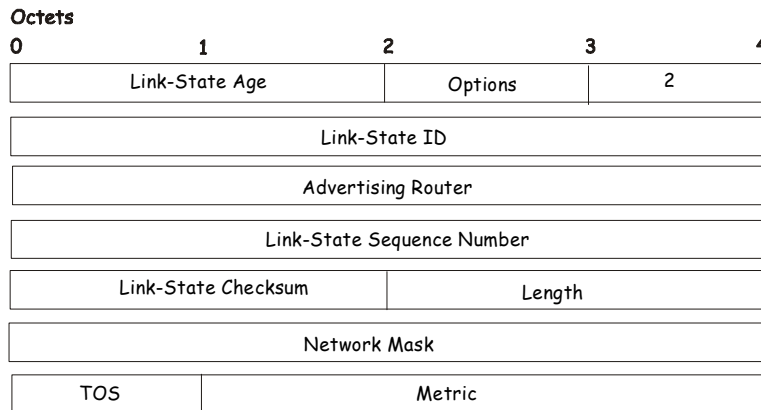 Octets
0 1 2 3 4
Link-State Age Options 2
Link-State ID
Advertising Router
Link-State Sequence Number
Link-State Checksum Length
Network Mask
TOS Metric